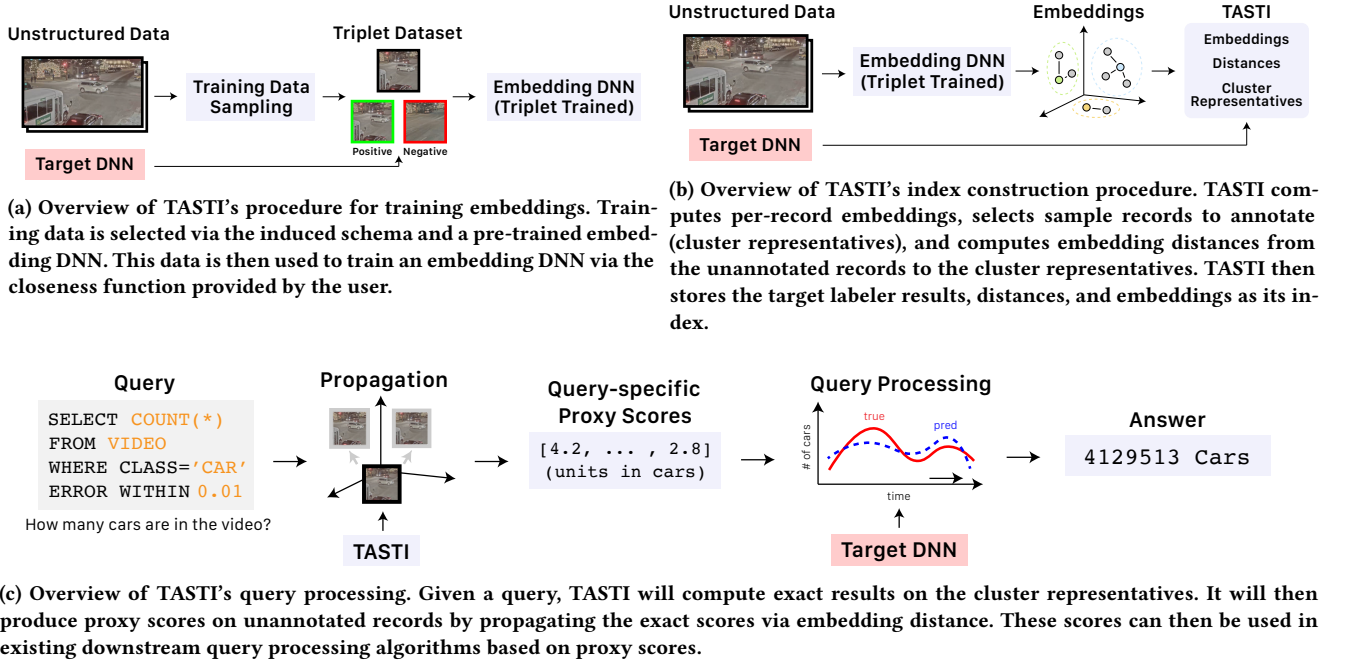 Unstructured Data
Training Data
Sampling
Triplet Dataset
Positive
Negative
Embedding DNN
(Triplet Trained)
Target DNN
(a) Overview of TASTI's procedure for training embeddings. Train-
ing data is selected via the induced schema and a pre-trained embed-
ding DNN. This data is then used to train an embedding DNN via the
closeness function provided by the user.
Unstructured Data
Embedding DNN
(Triplet Trained)
Embeddings
TASTI
Embeddings
Distances
Cluster
Representatives
Target DNN
(b) Overview of TASTI's index construction procedure. TASTI com-
putes per-record embeddings, selects sample records to annotate
(cluster representatives), and computes embedding distances from
the unannotated records to the cluster representatives. TASTI then
stores the target labeler results, distances, and embeddings as its in-
dex.
Query
SELECT COUNT(*)
FROM VIDEO
WHERE CLASS='CAR'
ERROR WITHIN 0.01
How many cars are in the video?
Propagation
TASTI
Query-specific
Proxy Scores
[4.2, ... , 2.8]
(units in cars)
Query Processing
true
pred
# of cars
time
Target DNN
Answer
4129513 Cars
(c) Overview of TASTI's query processing. Given a query, TASTI will compute exact results on the cluster representatives. It will then
produce proxy scores on unannotated records by propagating the exact scores via embedding distance. These scores can then be used in
existing downstream query processing algorithms based on proxy scores.